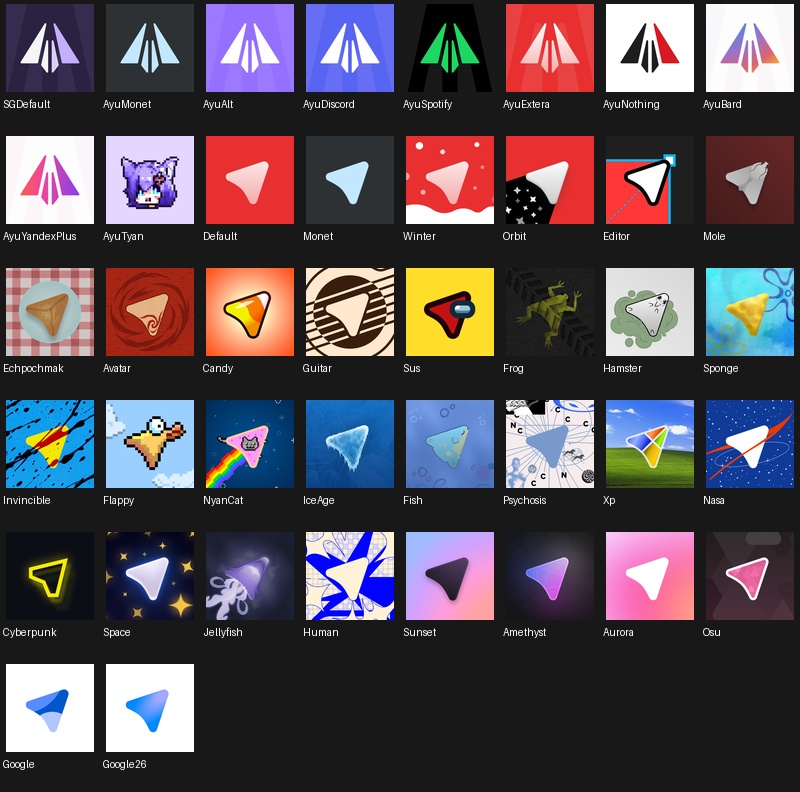 SGDefault AyuMonet AyuAlt AyuDiscord AyuSpotify AyuExtera AyuNothing AyuBard
AyuYandexPlus AyuTyan Default Monet Winter Orbit Editor Mole
Echpochmak Avatar Candy Guitar Sus Frog Hamster Sponge
Invincible Flappy NyanCat IceAge Fish Psychosis Xp Nasa
Cyberpunk Space Jellyfish Human Sunset Amethyst Aurora Osu
Google Google26